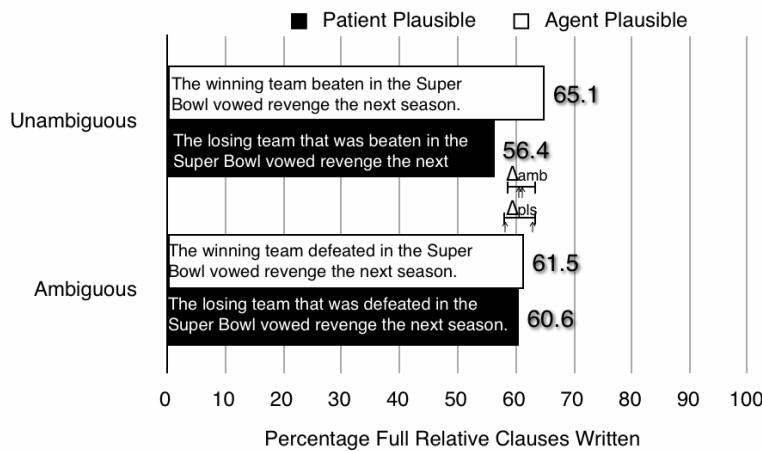 Patient Plausible Agent Plausible
The winning team beaten in the Super
Bowl vowed revenge the next season.
65.1
Unambiguous
The losing team that was beaten in the
Super Bowl vowed revenge the next
56.4
Δamb
Δpls
The winning team defeated in the Super
Bowl vowed revenge the next season.
61.5
Ambiguous
The losing team that was defeated in the
Super Bowl vowed revenge the next season.
60.6
0 10 20 30 40 50 60 70 80 90 100
Percentage Full Relative Clauses Written